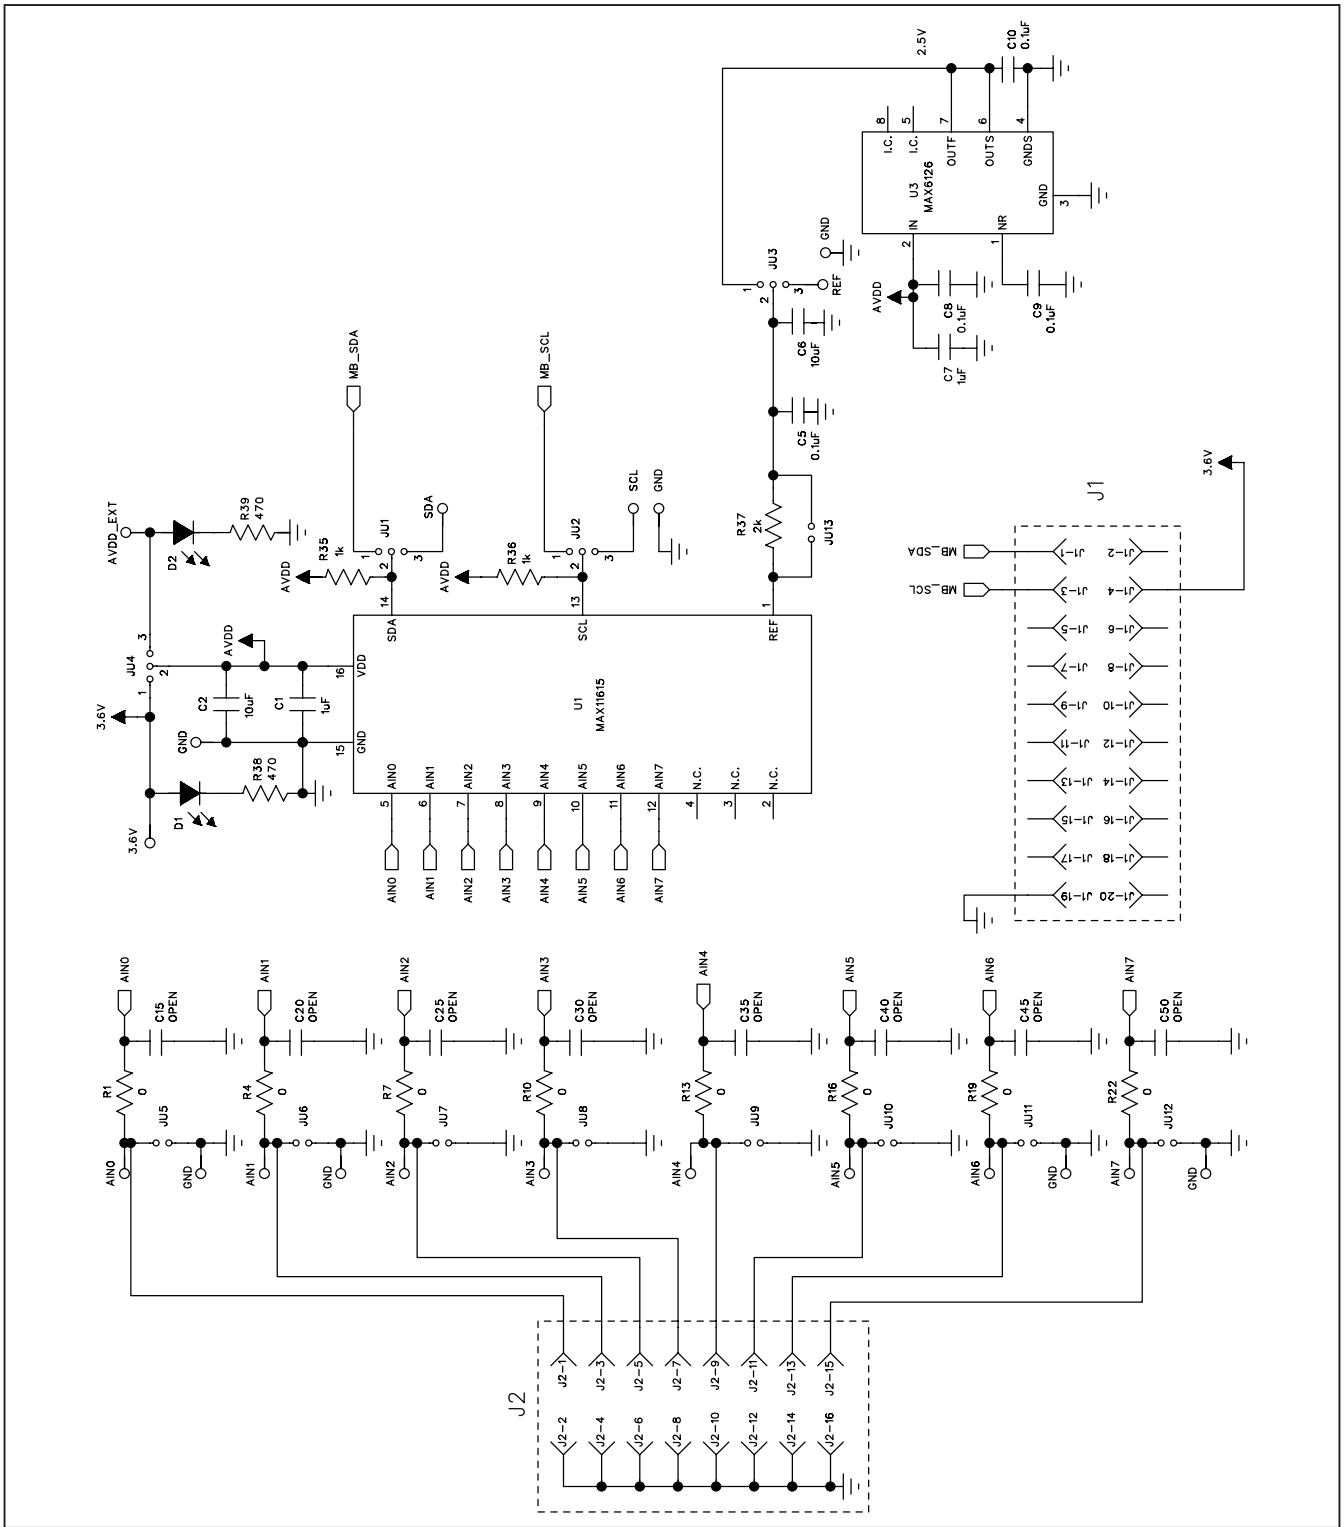 C10
0.1uF
2.5V
I.C. 8
I.C. 5
OUTF 7
OUTS 6
GNDS 4
U3
MAX6126
GND 3
IN 2
NR 1
AVDD
C8
0.1uF
C9
0.1uF
C7
1uF
GND
JU3
1
2
3
REF
C6
10uF
C5
0.1uF
R37
2k
JU13
MB_SDA
MB_SCL
AVDD_EXT
D2
R39
470
AVDD
R35
1k
JU1
1
2
3
SDA
AVDD
R36
1k
JU2
1
2
3
SCL
GND
14
SDA
13
SCL
1
REF
JU4
3
2
1
AVDD
3.6V
C2
10uF
C1
1uF
GND
16
VDD
15
GND
U1
MAX11615
R38
470
D1
3.6V
5 AIN0
6 AIN1
7 AIN2
8 AIN3
9 AIN4
10 AIN5
11 AIN6
12 AIN7
4 N.C.
3 N.C.
2 N.C.
AIN0
AIN1
AIN2
AIN3
AIN4
AIN5
AIN6
AIN7
3.6V
J1
MB_SDA
MB_SCL
J1-1 J1-2
J1-3 J1-4
J1-5 J1-6
J1-7 J1-8
J1-9 J1-10
J1-11 J1-12
J1-13 J1-14
J1-15 J1-16
J1-17 J1-18
J1-19 J1-20
AIN0
C15
OPEN
R1
0
JU5
AIN0
GND
AIN1
C20
OPEN
R4
0
JU6
AIN1
GND
AIN2
C25
OPEN
R7
0
JU7
AIN2
AIN3
C30
OPEN
R10
0
JU8
AIN3
AIN4
C35
OPEN
R13
0
JU9
AIN4
AIN5
C40
OPEN
R16
0
JU10
AIN5
AIN6
C45
OPEN
R19
0
JU11
AIN6
GND
AIN7
C50
OPEN
R22
0
JU12
AIN7
GND
J2
J2-2 J2-1
J2-4 J2-3
J2-6 J2-5
J2-8 J2-7
J2-10 J2-9
J2-12 J2-11
J2-14 J2-13
J2-16 J2-15